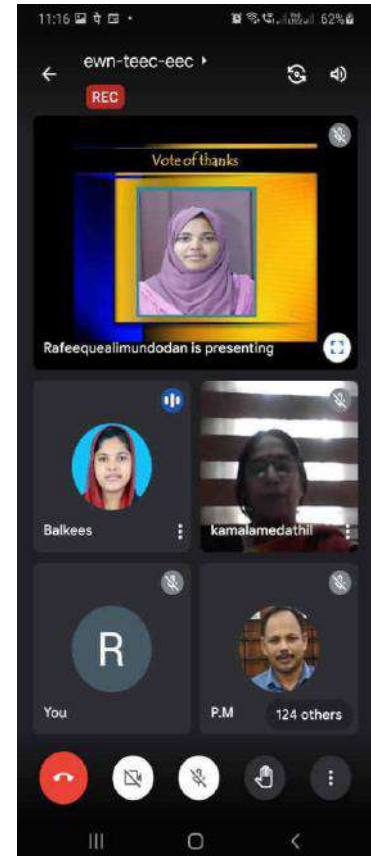 11:16
62%
ewn-teec-eec
REC
Vote of thanks
Rafeequealimundodan is presenting
Balkees
kamalamedathil
R
You
P.M
124 others